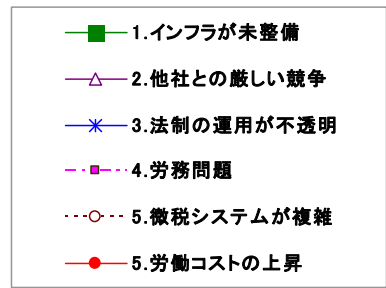 1.インフラが未整備
2.他社との厳しい競争
3.法制の運用が不透明
4.労務問題
5.徴税システムが複雑
5.労働コストの上昇